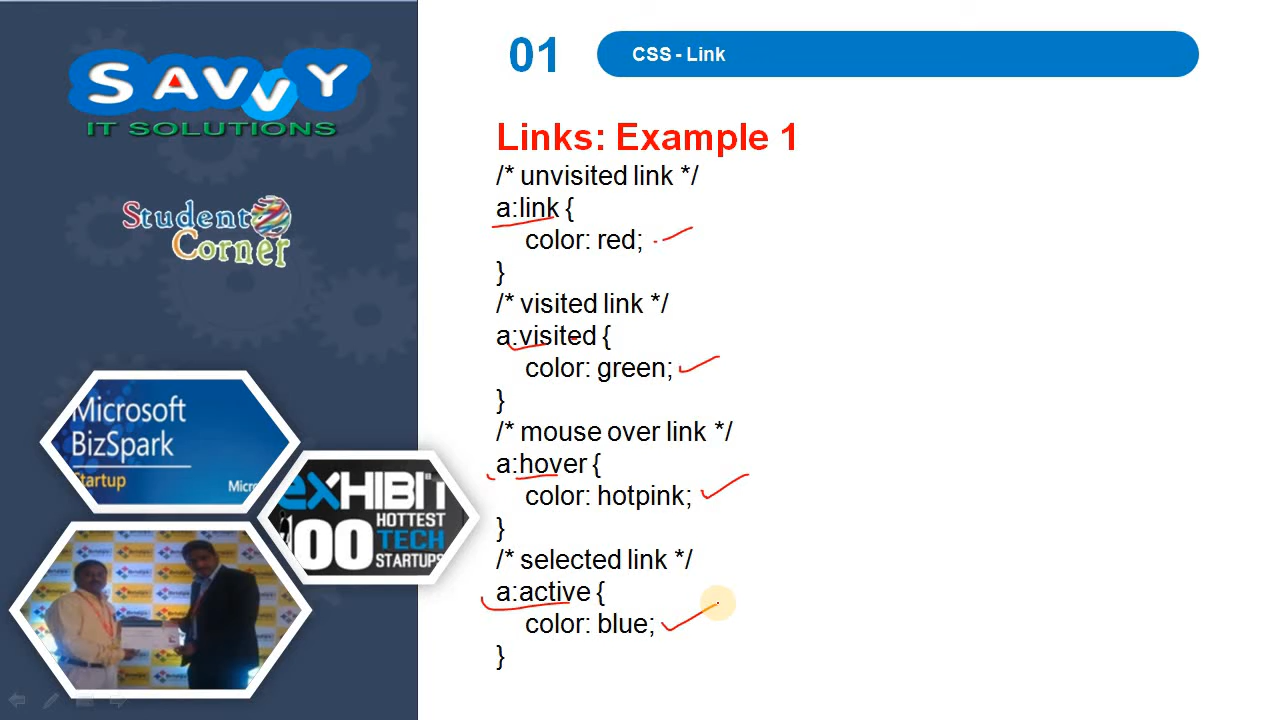 SAVVY
IT SOLUTIONS
Student
Corner
Microsoft
BizSpark
Startup
Micros
EXHIBIT
100
HOTTEST
TECH
STARTUPS
01
CSS - Link
Links: Example 1
/* unvisited link */
a:link {
color: red;
}
/* visited link */
a:visited {
color: green;
}
/* mouse over link */
a:hover {
color: hotpink;
}
/* selected link */
a:active {
color: blue;
}